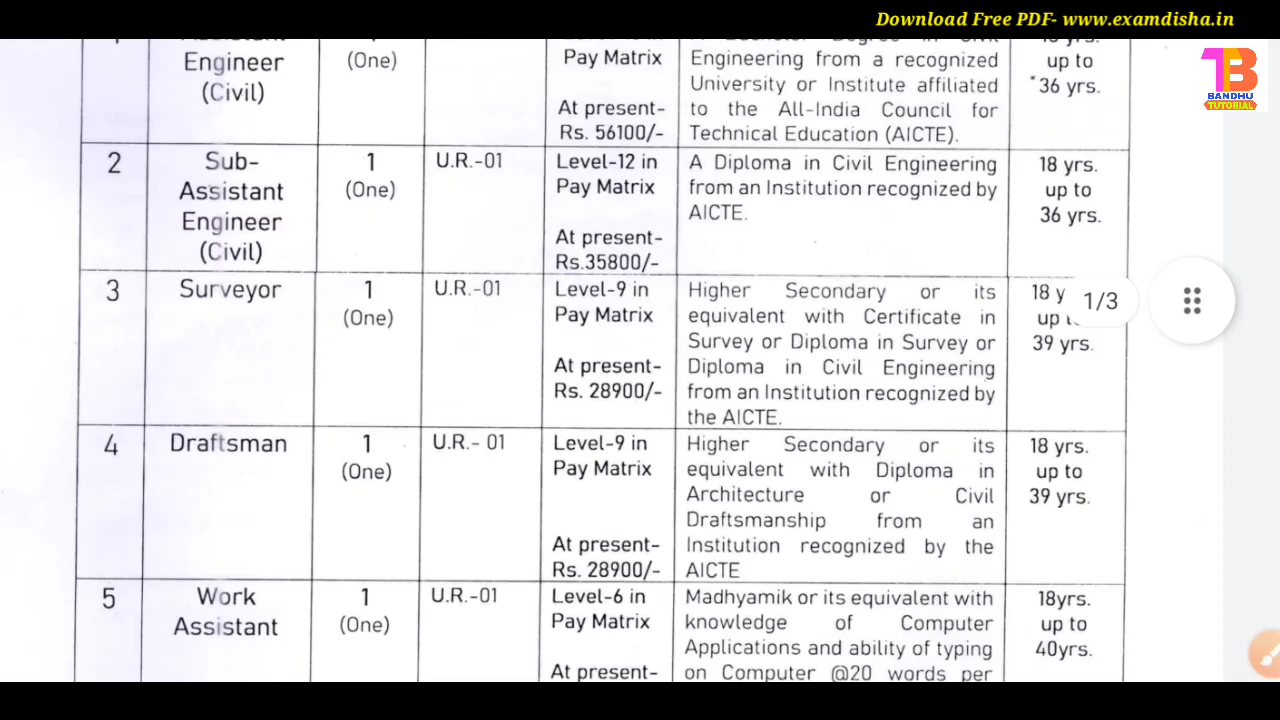 Download Free PDF- www.examdisha.in
BANDHU
TUTORIAL
Engineer
(Civil)
(One)
Pay Matrix
At present-
Rs. 56100/-
Engineering from a recognized
University or Institute affiliated
to the All-India Council for
Technical Education (AICTE).
up to
36 yrs.
2
Sub-
Assistant
Engineer
(Civil)
1
(One)
U.R.-01
Level-12 in
Pay Matrix
At present-
Rs.35800/-
A Diploma in Civil Engineering
from an Institution recognized by
AICTE.
18 yrs.
up to
36 yrs.
3
Surveyor
1
(One)
U.R.-01
Level-9 in
Pay Matrix
At present-
Rs. 28900/-
Higher Secondary or its
equivalent with Certificate in
Survey or Diploma in Survey or
Diploma in Civil Engineering
from an Institution recognized by
the AICTE.
18 y
up
39 yrs.
1/3
4
Draftsman
1
(One)
U.R.- 01
Level-9 in
Pay Matrix
At present-
Rs. 28900/-
Higher Secondary or its
equivalent with Diploma in
Architecture or Civil
Draftsmanship from an
Institution recognized by the
AICTE
18 yrs.
up to
39 yrs.
5
Work
Assistant
1
(One)
U.R.-01
Level-6 in
Pay Matrix
At present-
Madhyamik or its equivalent with
knowledge of Computer
Applications and ability of typing
on Computer @20 words per
18yrs.
up to
40yrs.